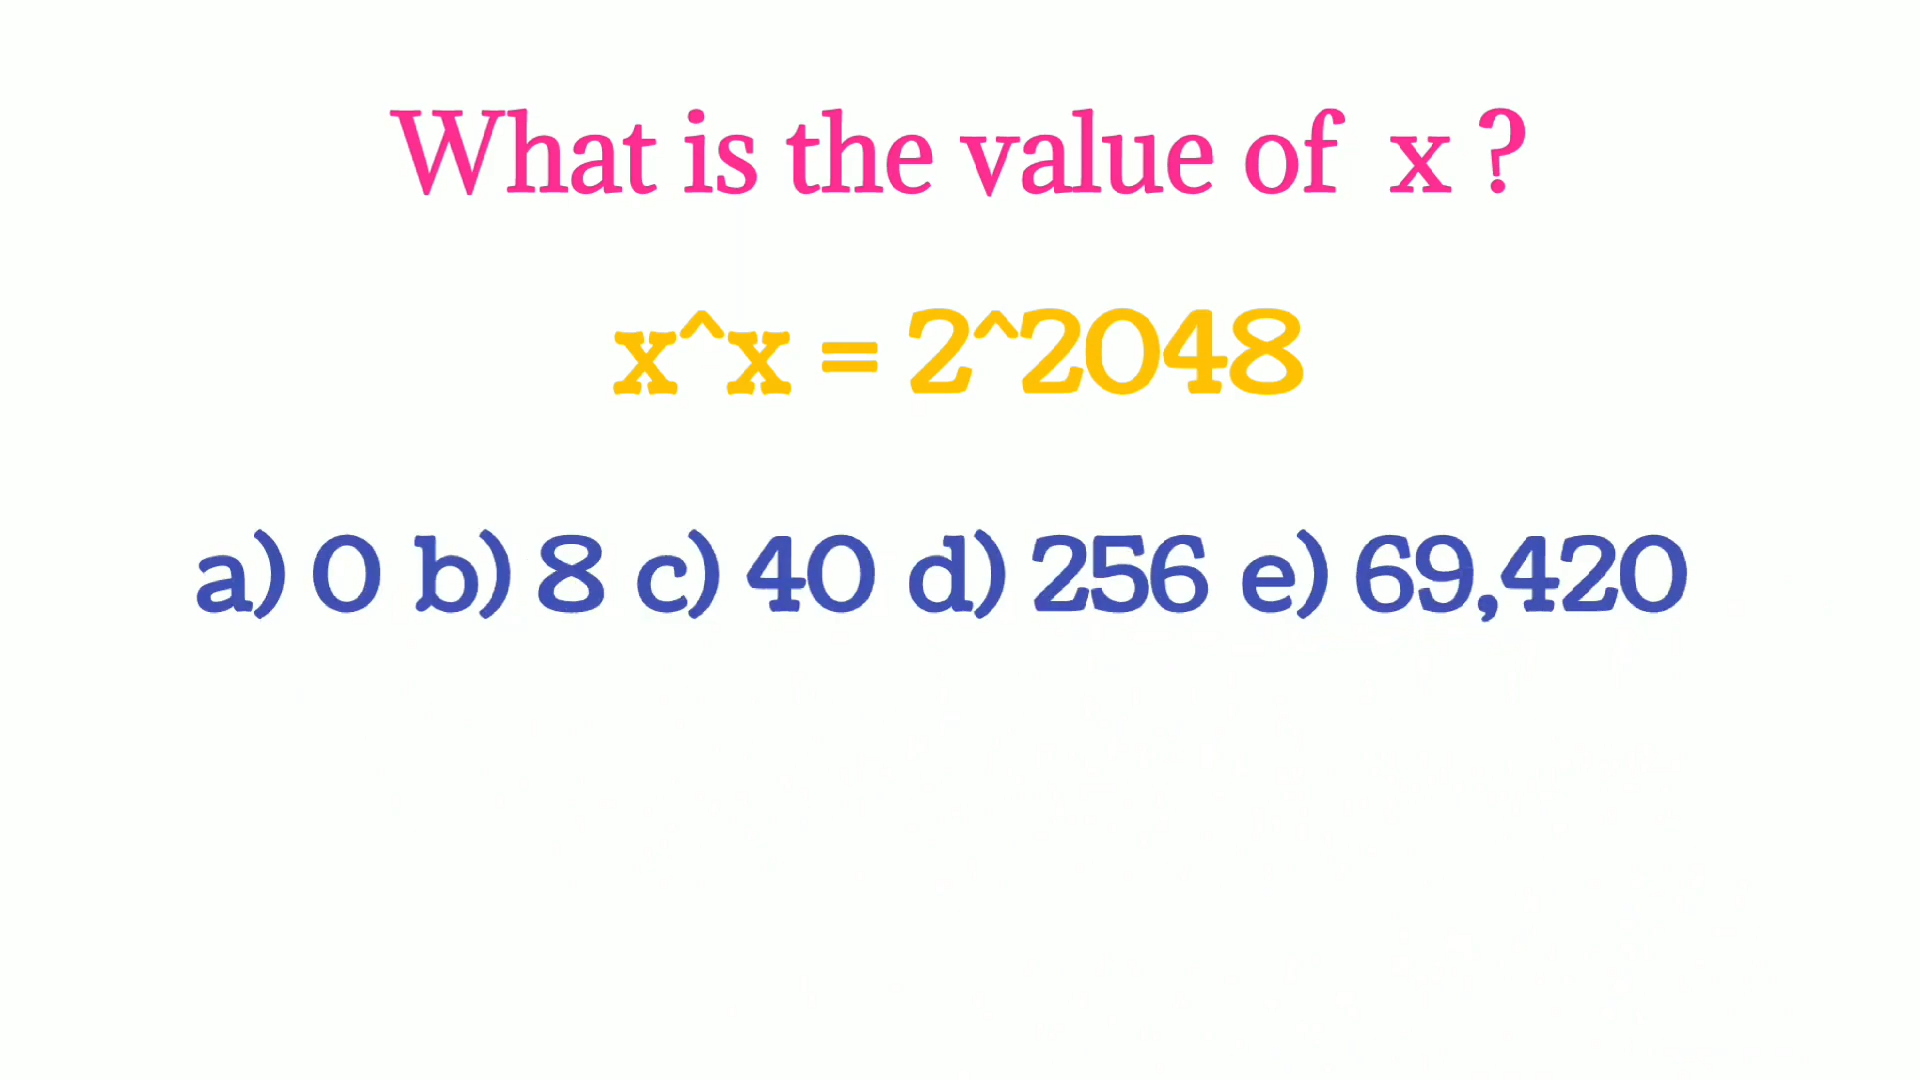 What is the value of x ?
x^x = 2^2048
a) 0 b) 8 c) 40 d) 256 e) 69,420